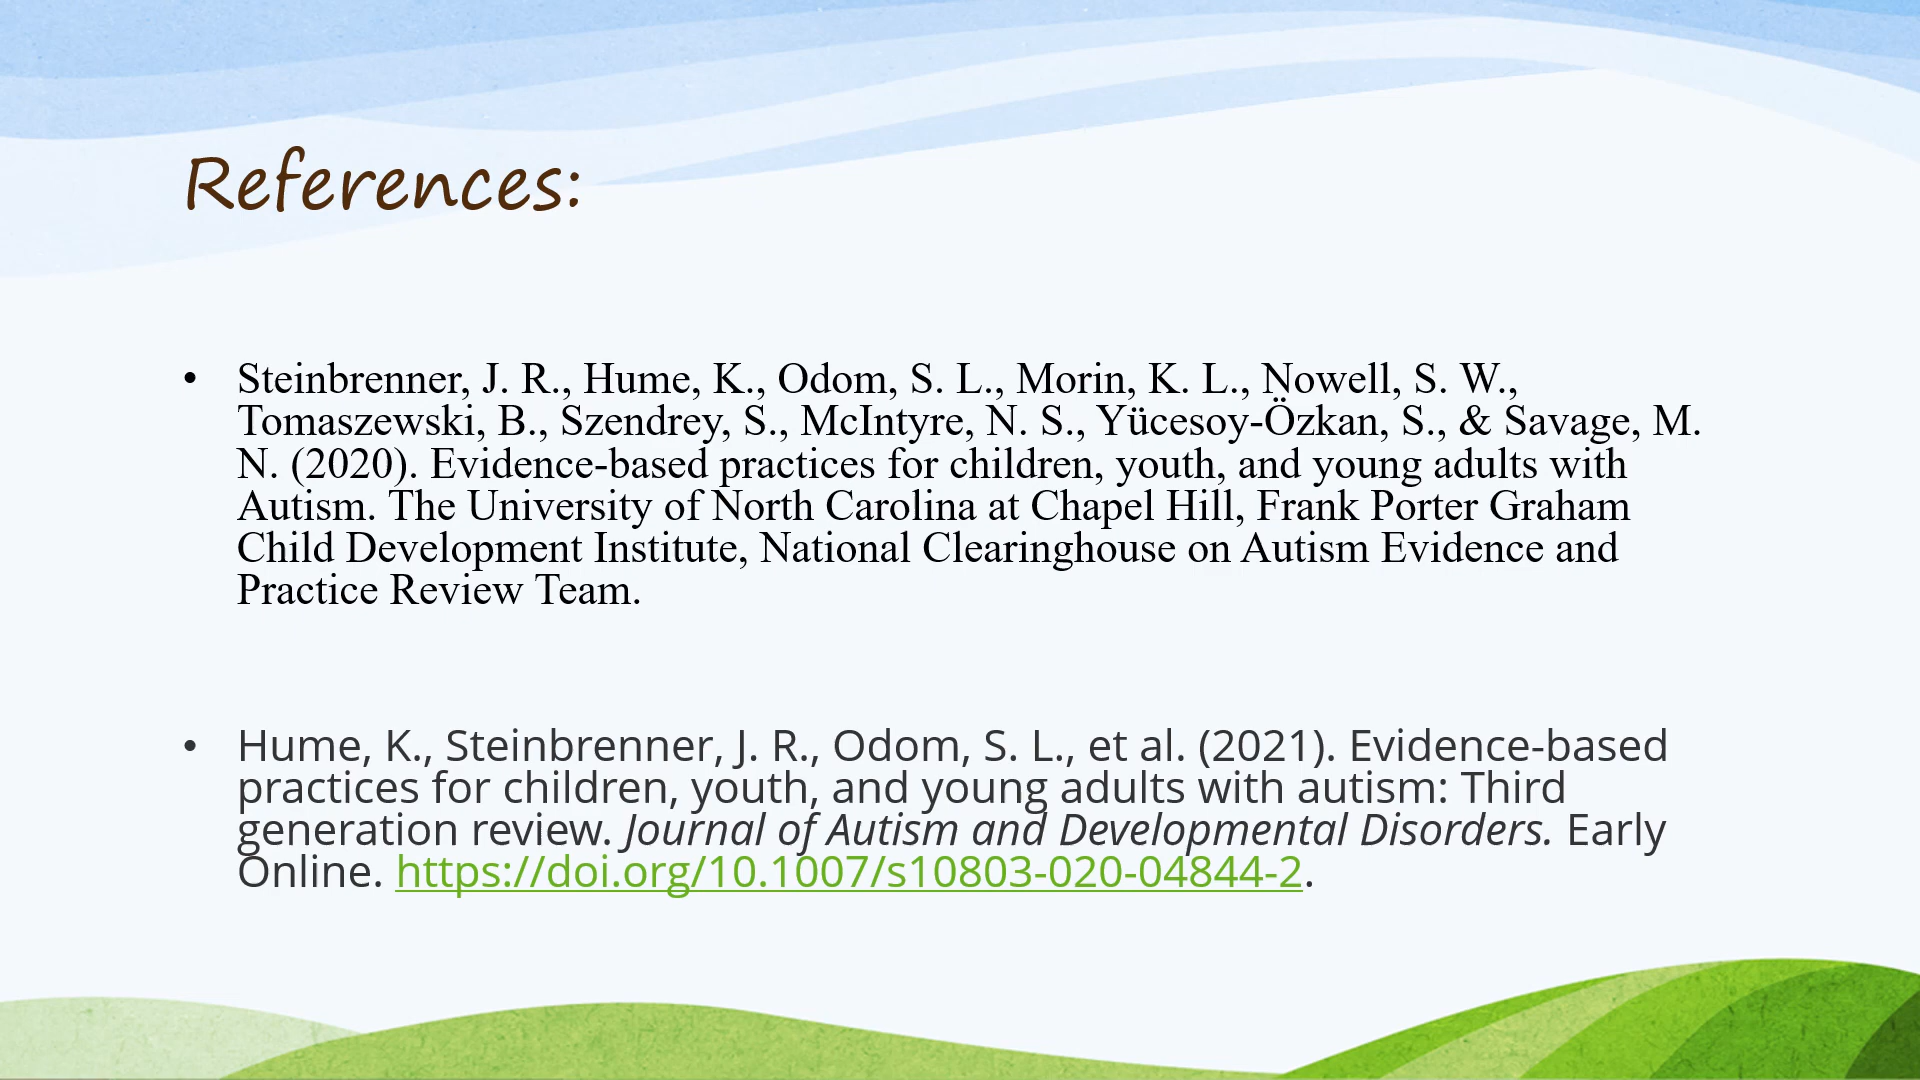 References:
• Steinbrenner, J. R., Hume, K., Odom, S. L., Morin, K. L., Nowell, S. W.,
Tomaszewski, B., Szendrey, S., McIntyre, N. S., Yücesoy-Özkan, S., & Savage, M.
N. (2020). Evidence-based practices for children, youth, and young adults with
Autism. The University of North Carolina at Chapel Hill, Frank Porter Graham
Child Development Institute, National Clearinghouse on Autism Evidence and
Practice Review Team.
• Hume, K., Steinbrenner, J. R., Odom, S. L., et al. (2021). Evidence-based
practices for children, youth, and young adults with autism: Third
generation review. Journal of Autism and Developmental Disorders. Early
Online. https://doi.org/10.1007/s10803-020-04844-2.